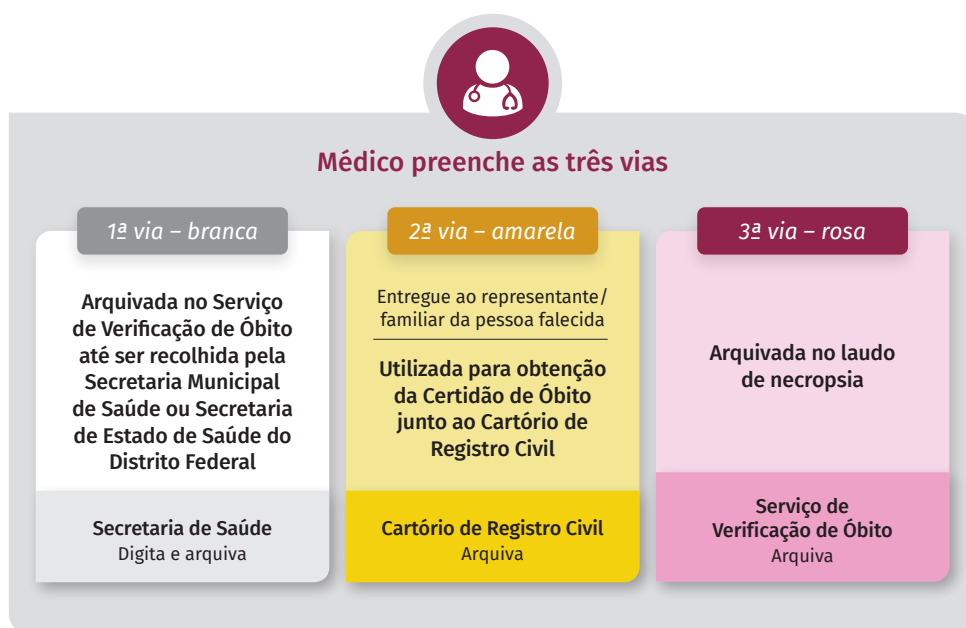 Médico preenche as três vias
1ª via – branca
Arquivada no Serviço
de Verificação de Óbito
até ser recolhida pela
Secretaria Municipal
de Saúde ou Secretaria
de Estado de Saúde do
Distrito Federal
Secretaria de Saúde
Digita e arquiva
2ª via – amarela
Entregue ao representante/
familiar da pessoa falecida
Utilizada para obtenção
da Certidão de Óbito
junto ao Cartório de
Registro Civil
Cartório de Registro Civil
Arquiva
3ª via – rosa
Arquivada no laudo
de necropsia
Serviço de
Verificação de Óbito
Arquiva